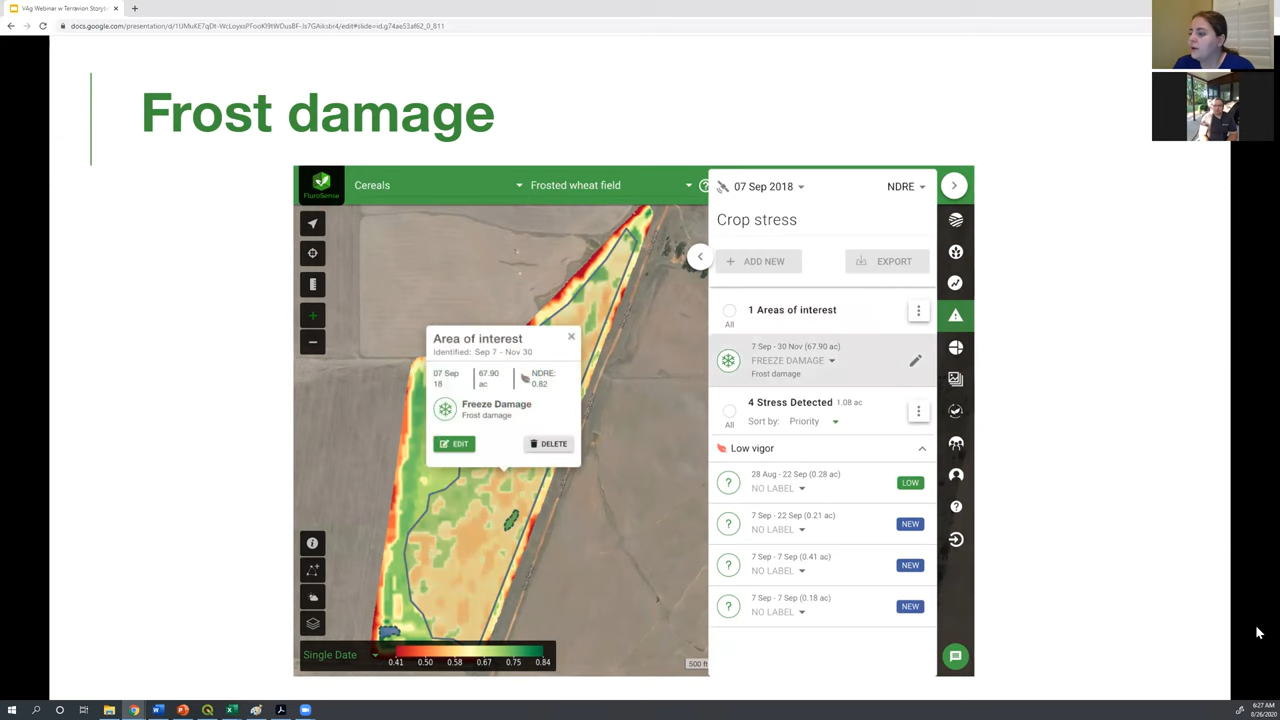 VAg Webinar w Terravion Story
docs.google.com/presentation/d/
Frost damage
FluroSense
Cereals
Frosted wheat field
07 Sep 2018
NDRE
Crop stress
ADD NEW
EXPORT
1 Areas of interest
All
7 Sep - 30 Nov (67.90 ac)
FREEZE DAMAGE
Frost damage
4 Stress Detected 1.08 ac
All
Sort by: Priority
Low vigor
28 Aug - 22 Sep (0.28 ac)
NO LABEL
LOW
7 Sep - 22 Sep (0.21 ac)
NO LABEL
NEW
7 Sep - 7 Sep (0.41 ac)
NO LABEL
NEW
7 Sep - 7 Sep (0.18 ac)
NO LABEL
NEW
Area of interest
Identified: Sep 7 - Nov 30
07 Sep 18
67.90 ac
NDRE: 0.82
Freeze Damage
Frost damage
EDIT
DELETE
Single Date
0.41 0.50 0.58 0.67 0.75 0.84
500 ft
6:27 AM
8/26/2020